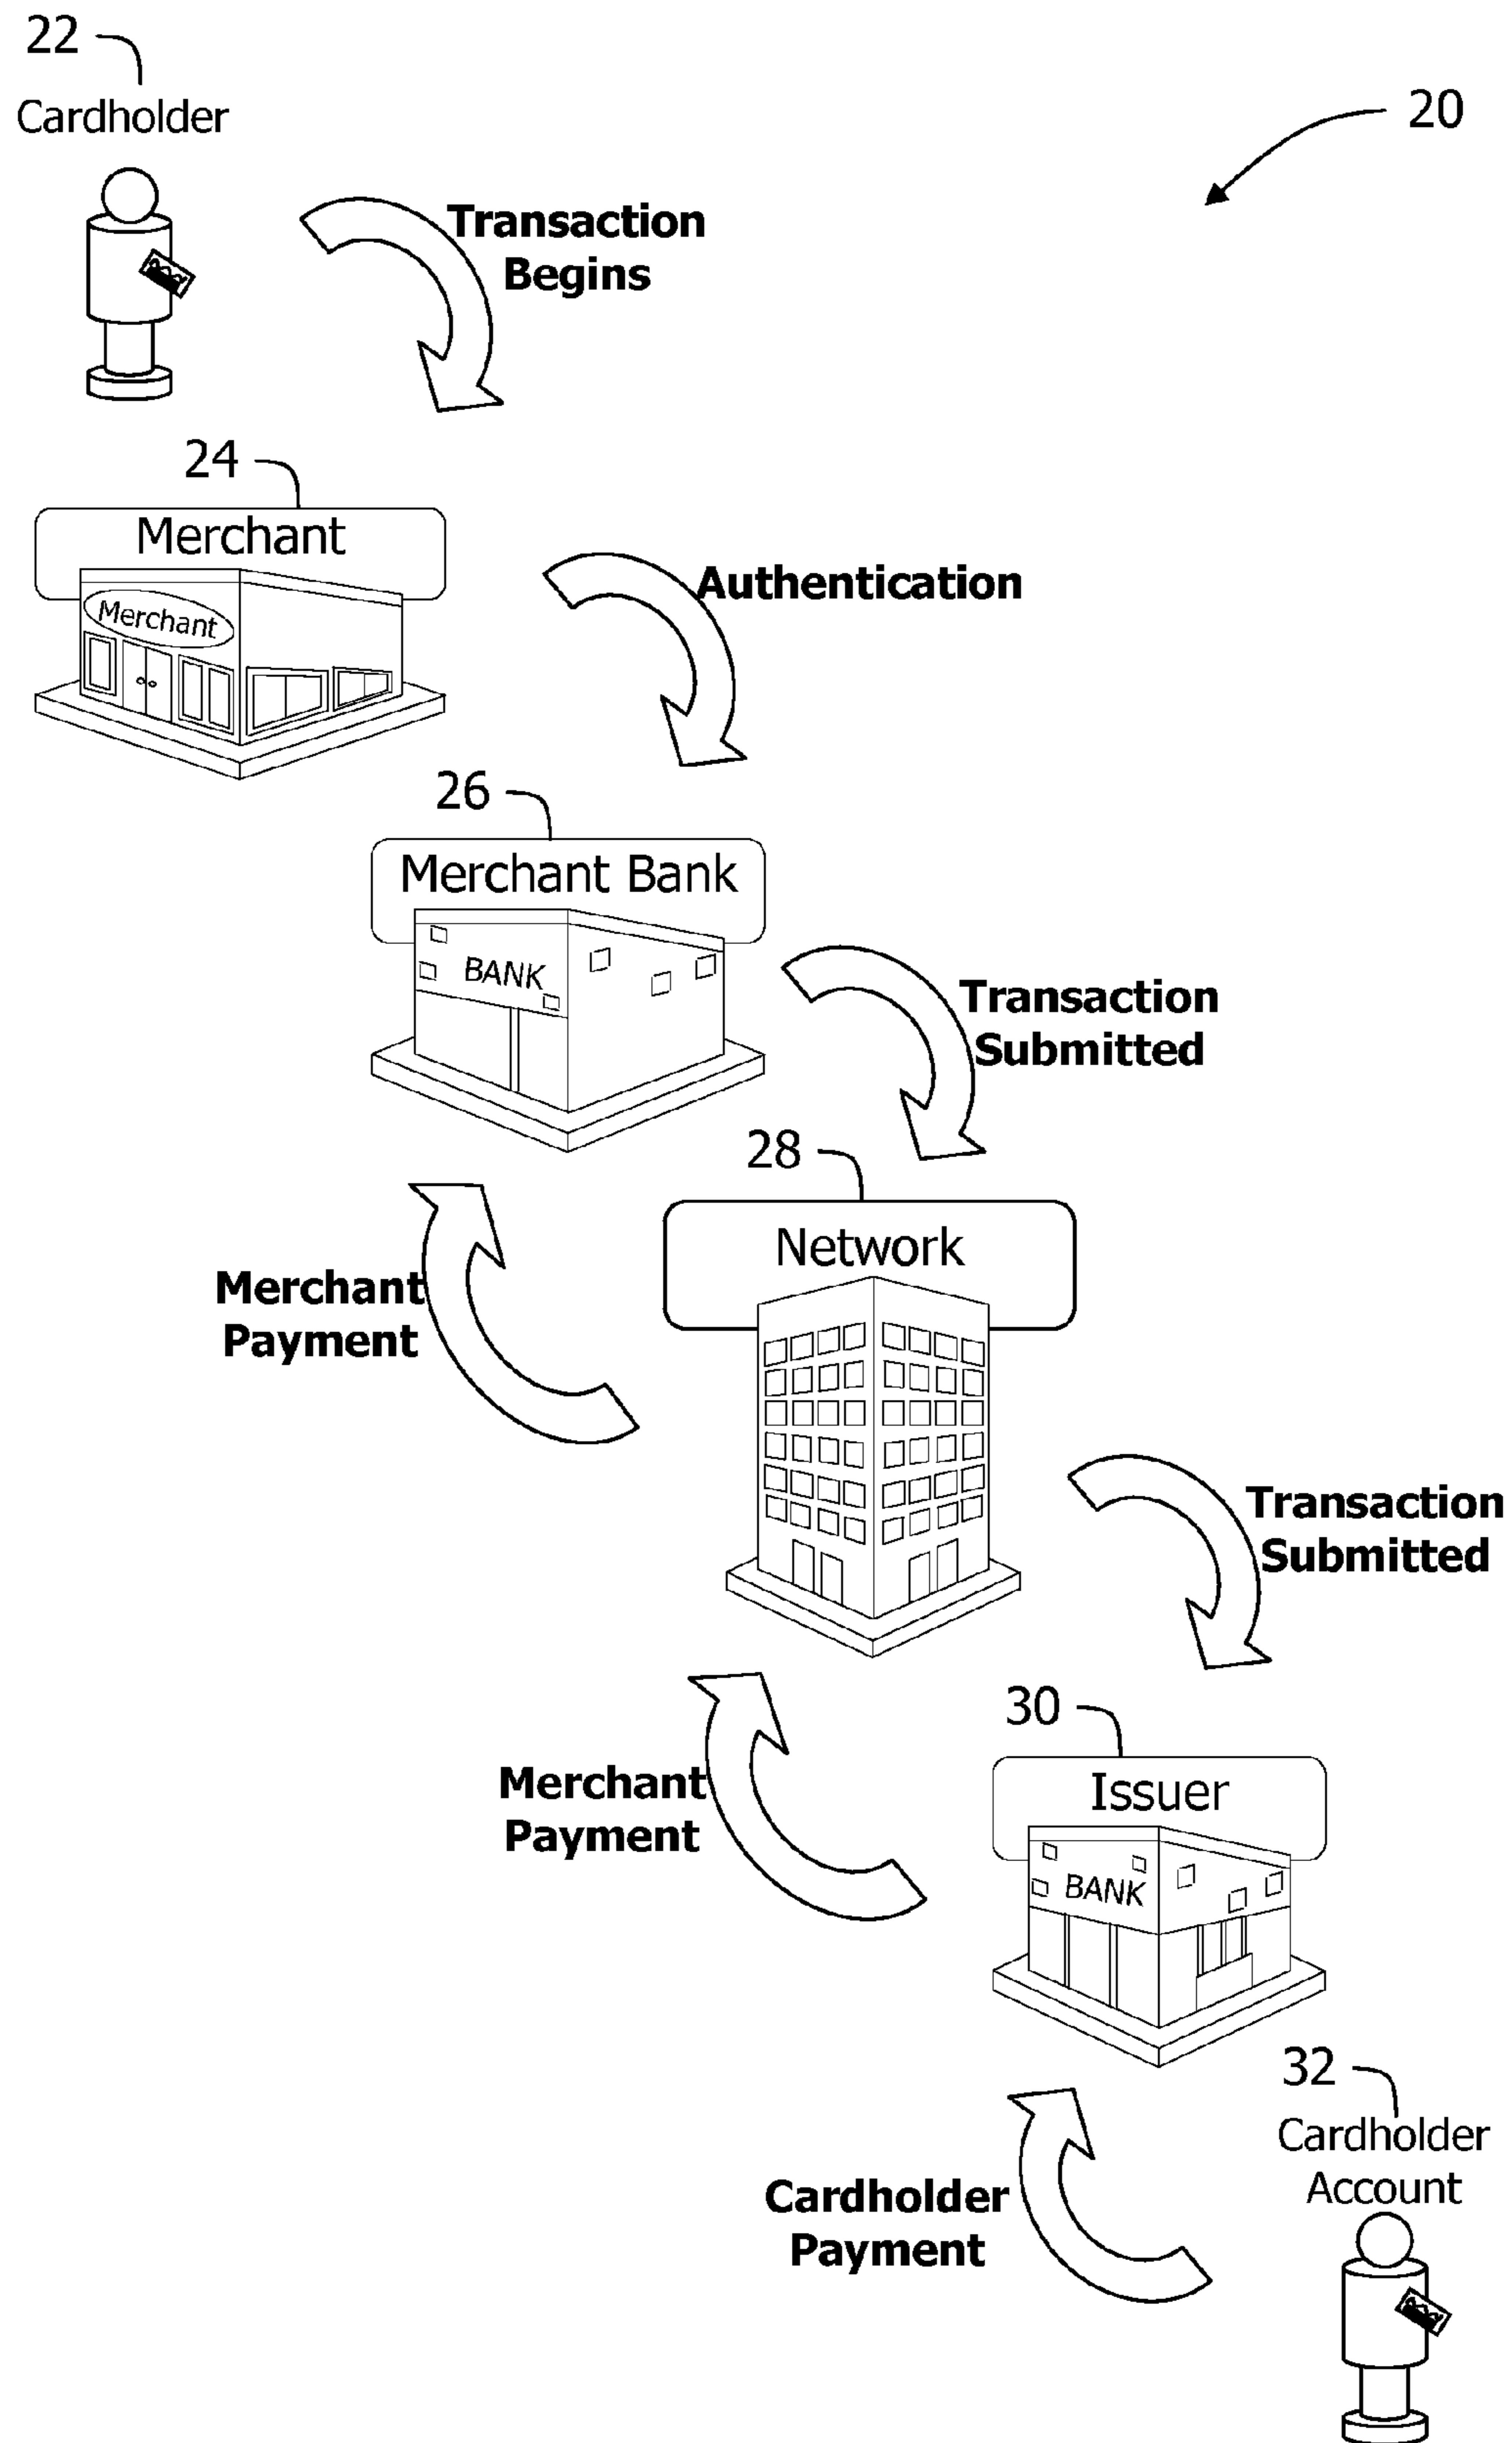 22
Cardholder
20
Transaction
Begins
24
Merchant
Merchant
Authentication
26
Merchant Bank
BANK
Transaction
Submitted
28
Network
Merchant
Payment
Transaction
Submitted
30
Issuer
BANK
Merchant
Payment
32
Cardholder
Account
Cardholder
Payment